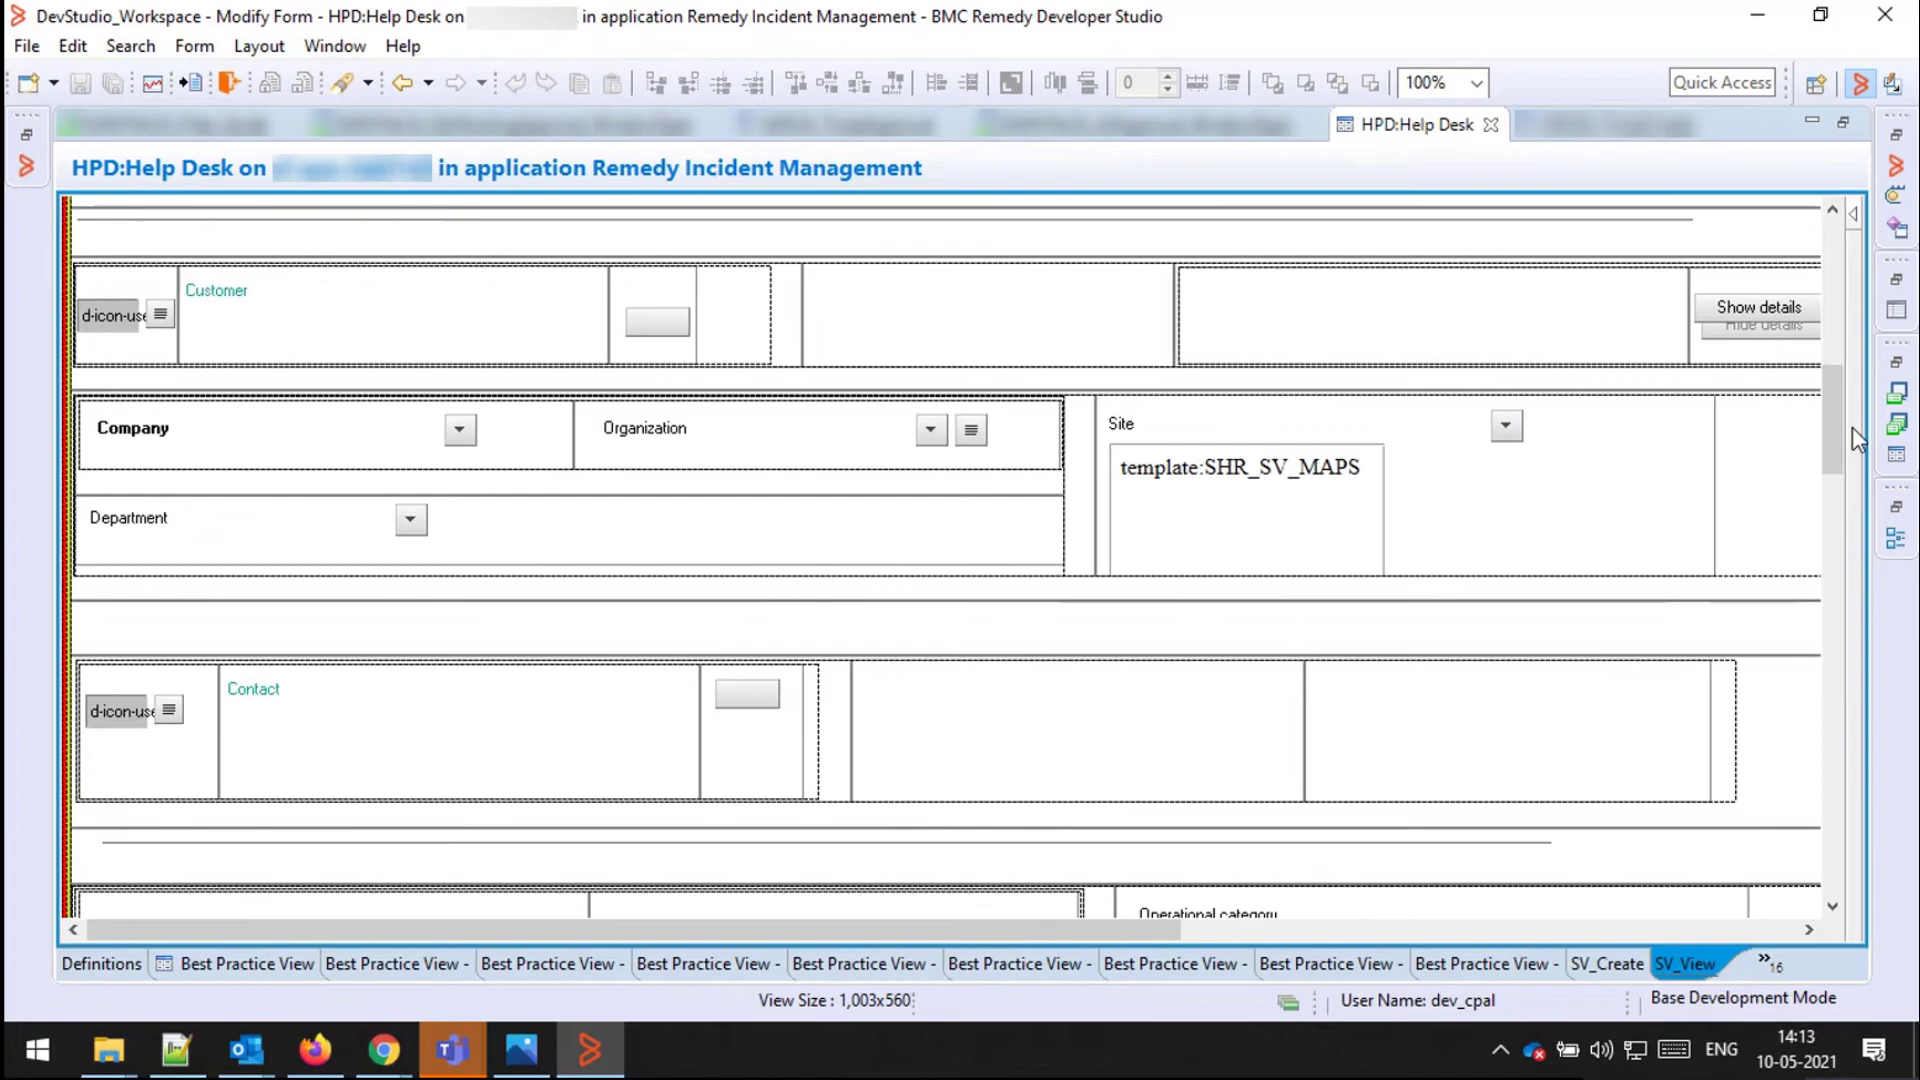 DevStudio_Workspace - Modify Form - HPD:Help Desk on in application Remedy Incident Management - BMC Remedy Developer Studio
File Edit Search Form Layout Window Help
0 100% Quick Access
HPD:Help Desk
HPD:Help Desk on in application Remedy Incident Management
Customer
d-icon-use
Show details
Hide details
Company Organization Site
template:SHR_SV_MAPS
Department
Contact
d-icon-use
Operational category
Definitions Best Practice View Best Practice View - Best Practice View - Best Practice View - Best Practice View - Best Practice View - Best Practice View - Best Practice View - Best Practice View - SV_Create SV_View »16
View Size : 1,003x560 User Name: dev_cpal Base Development Mode
ENG 14:13
10-05-2021